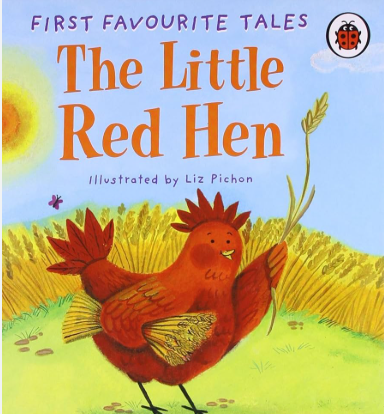 FIRST FAVOURITE TALES
The Little
Red Hen
Illustrated by Liz Pichon